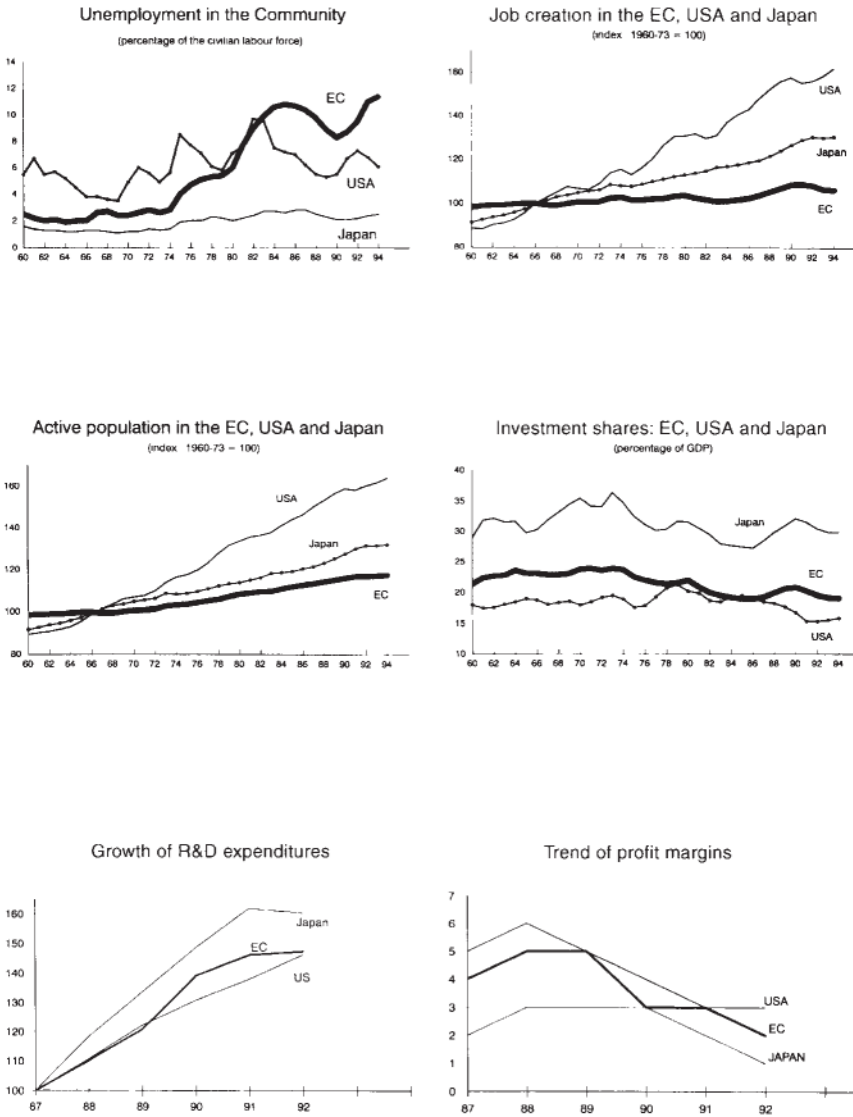 Unemployment in the Community
(percentage of the civilian labour force)
14
12
10
8
6
4
2
0
EC
USA
Japan
60 62 64 66 68 70 72 74 76 78 80 82 84 86 88 90 92 94
Job creation in the EC, USA and Japan
(index 1960-73 = 100)
160
140
120
100
80
USA
Japan
EC
60 62 64 66 68 70 72 74 76 78 80 82 84 86 88 90 92 94
Active population in the EC, USA and Japan
(index 1960-73 = 100)
160
140
120
100
80
USA
Japan
EC
60 62 64 66 68 70 72 74 76 78 80 82 84 86 88 90 92 94
Investment shares: EC, USA and Japan
(percentage of GDP)
40
35
30
25
20
15
10
Japan
EC
USA
60 62 64 66 68 70 72 74 76 78 80 82 84 86 88 90 92 94
Growth of R&D expenditures
160
150
140
130
120
110
100
Japan
EC
US
87 88 89 90 91 92
Trend of profit margins
7
6
5
4
3
2
1
0
USA
EC
JAPAN
87 88 89 90 91 92